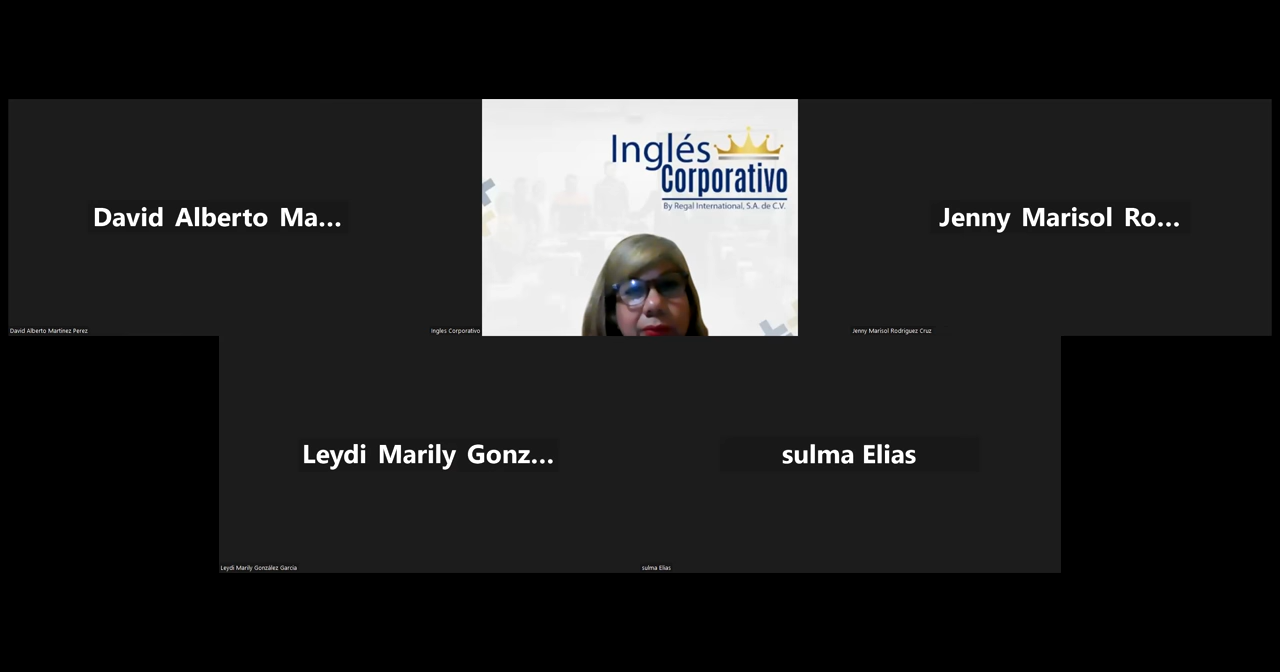 Inglés
Corporativo
By Regal International, S.A. de C.V.
David Alberto Ma...
Jenny Marisol Ro...
David Alberto Martinez Perez
Ingles Corporativo
Jenny Marisol Rodriguez Cruz
Leydi Marily Gonz...
sulma Elias
Leydi Marily González Garcia
sulma Elias